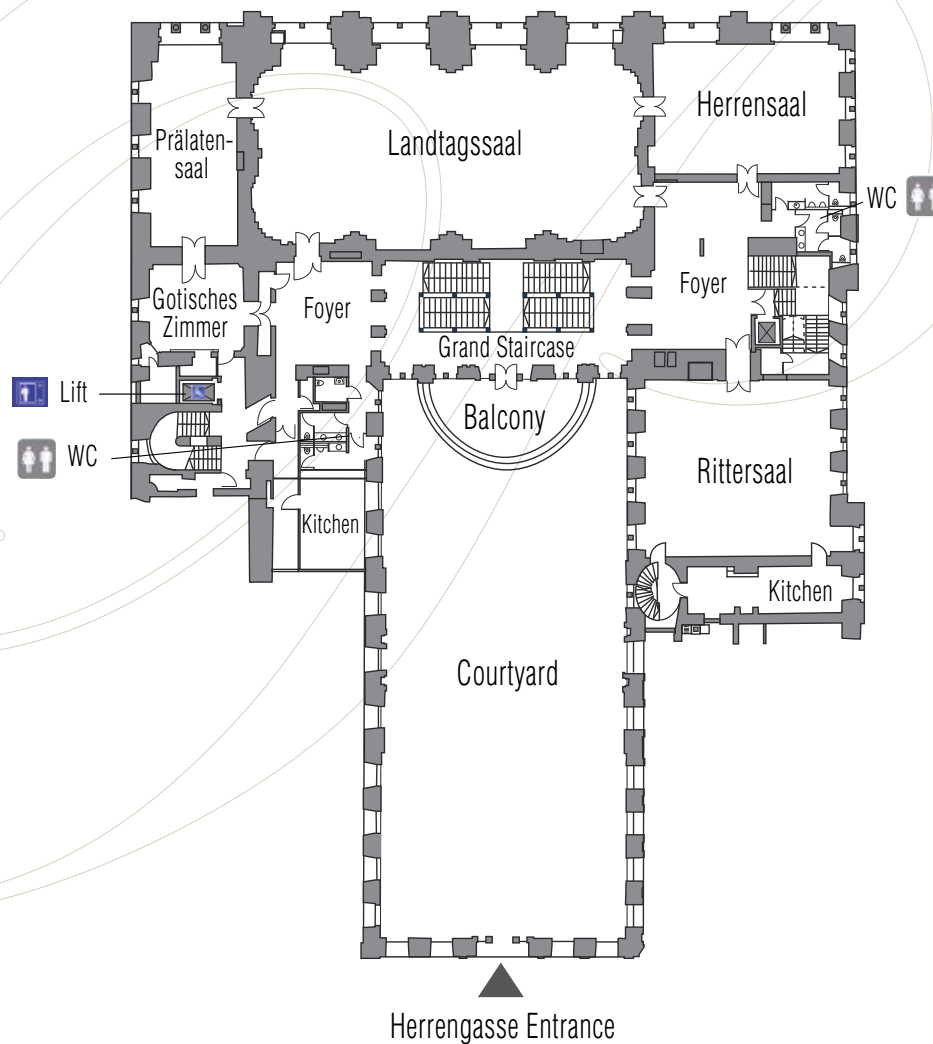 Herrensaal
Landtagssaal
Prälaten-
saal
WC
Foyer
Gotisches
Zimmer
Foyer
Grand Staircase
Lift
Balcony
WC
Rittersaal
Kitchen
Kitchen
Courtyard
Herrengasse Entrance